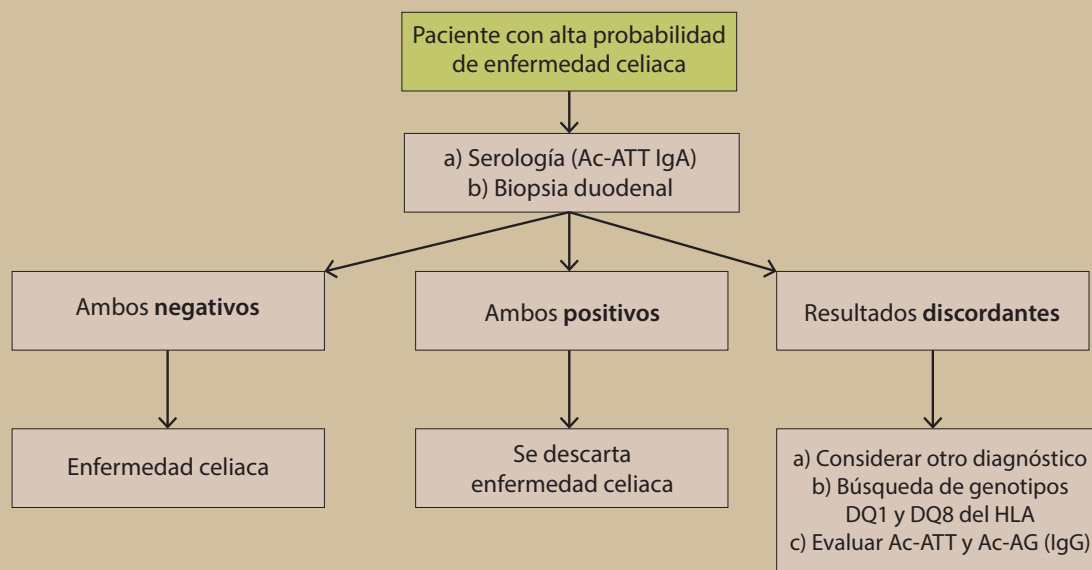 Paciente con alta probabilidad
de enfermedad celiaca
a) Serología (Ac-ATT IgA)
b) Biopsia duodenal
Ambos negativos
Ambos positivos
Resultados discordantes
Enfermedad celiaca
Se descarta
enfermedad celiaca
a) Considerar otro diagnóstico
b) Búsqueda de genotipos
DQ1 y DQ8 del HLA
c) Evaluar Ac-ATT y Ac-AG (IgG)